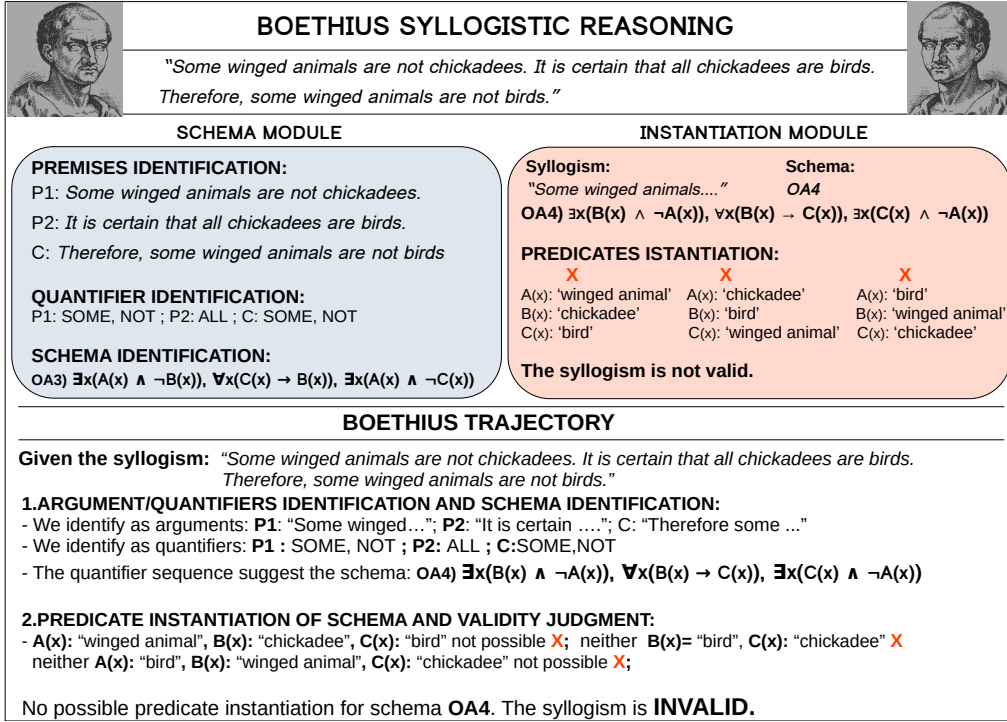 BOETHIUS SYLLOGISTIC REASONING
"Some winged animals are not chickadees. It is certain that all chickadees are birds.
Therefore, some winged animals are not birds."
SCHEMA MODULE
PREMISES IDENTIFICATION:
P1: Some winged animals are not chickadees.
P2: It is certain that all chickadees are birds.
C: Therefore, some winged animals are not birds
QUANTIFIER IDENTIFICATION:
P1: SOME, NOT ; P2: ALL ; C: SOME, NOT
SCHEMA IDENTIFICATION:
OA3) ∃x(A(x) ∧ ¬B(x)), ∀x(C(x) → B(x)), ∃x(A(x) ∧ ¬C(x))
INSTANTIATION MODULE
Syllogism: Schema:
"Some winged animals...." OA4
OA4) ∃x(B(x) ∧ ¬A(x)), ∀x(B(x) → C(x)), ∃x(C(x) ∧ ¬A(x))
PREDICATES ISTANTIATION:
X X X
A(x): 'winged animal' A(x): 'chickadee' A(x): 'bird'
B(x): 'chickadee' B(x): 'bird' B(x): 'winged animal'
C(x): 'bird' C(x): 'winged animal' C(x): 'chickadee'
The syllogism is not valid.
BOETHIUS TRAJECTORY
Given the syllogism: "Some winged animals are not chickadees. It is certain that all chickadees are birds.
Therefore, some winged animals are not birds."
1.ARGUMENT/QUANTIFIERS IDENTIFICATION AND SCHEMA IDENTIFICATION:
- We identify as arguments: P1: "Some winged…"; P2: "It is certain …."; C: "Therefore some ..."
- We identify as quantifiers: P1 : SOME, NOT ; P2: ALL ; C:SOME,NOT
- The quantifier sequence suggest the schema: OA4) ∃x(B(x) ∧ ¬A(x)), ∀x(B(x) → C(x)), ∃x(C(x) ∧ ¬A(x))
2.PREDICATE INSTANTIATION OF SCHEMA AND VALIDITY JUDGMENT:
- A(x): "winged animal", B(x): "chickadee", C(x): "bird" not possible X; neither B(x)= "bird", C(x): "chickadee" X
neither A(x): "bird", B(x): "winged animal", C(x): "chickadee" not possible X;
No possible predicate instantiation for schema OA4. The syllogism is INVALID.